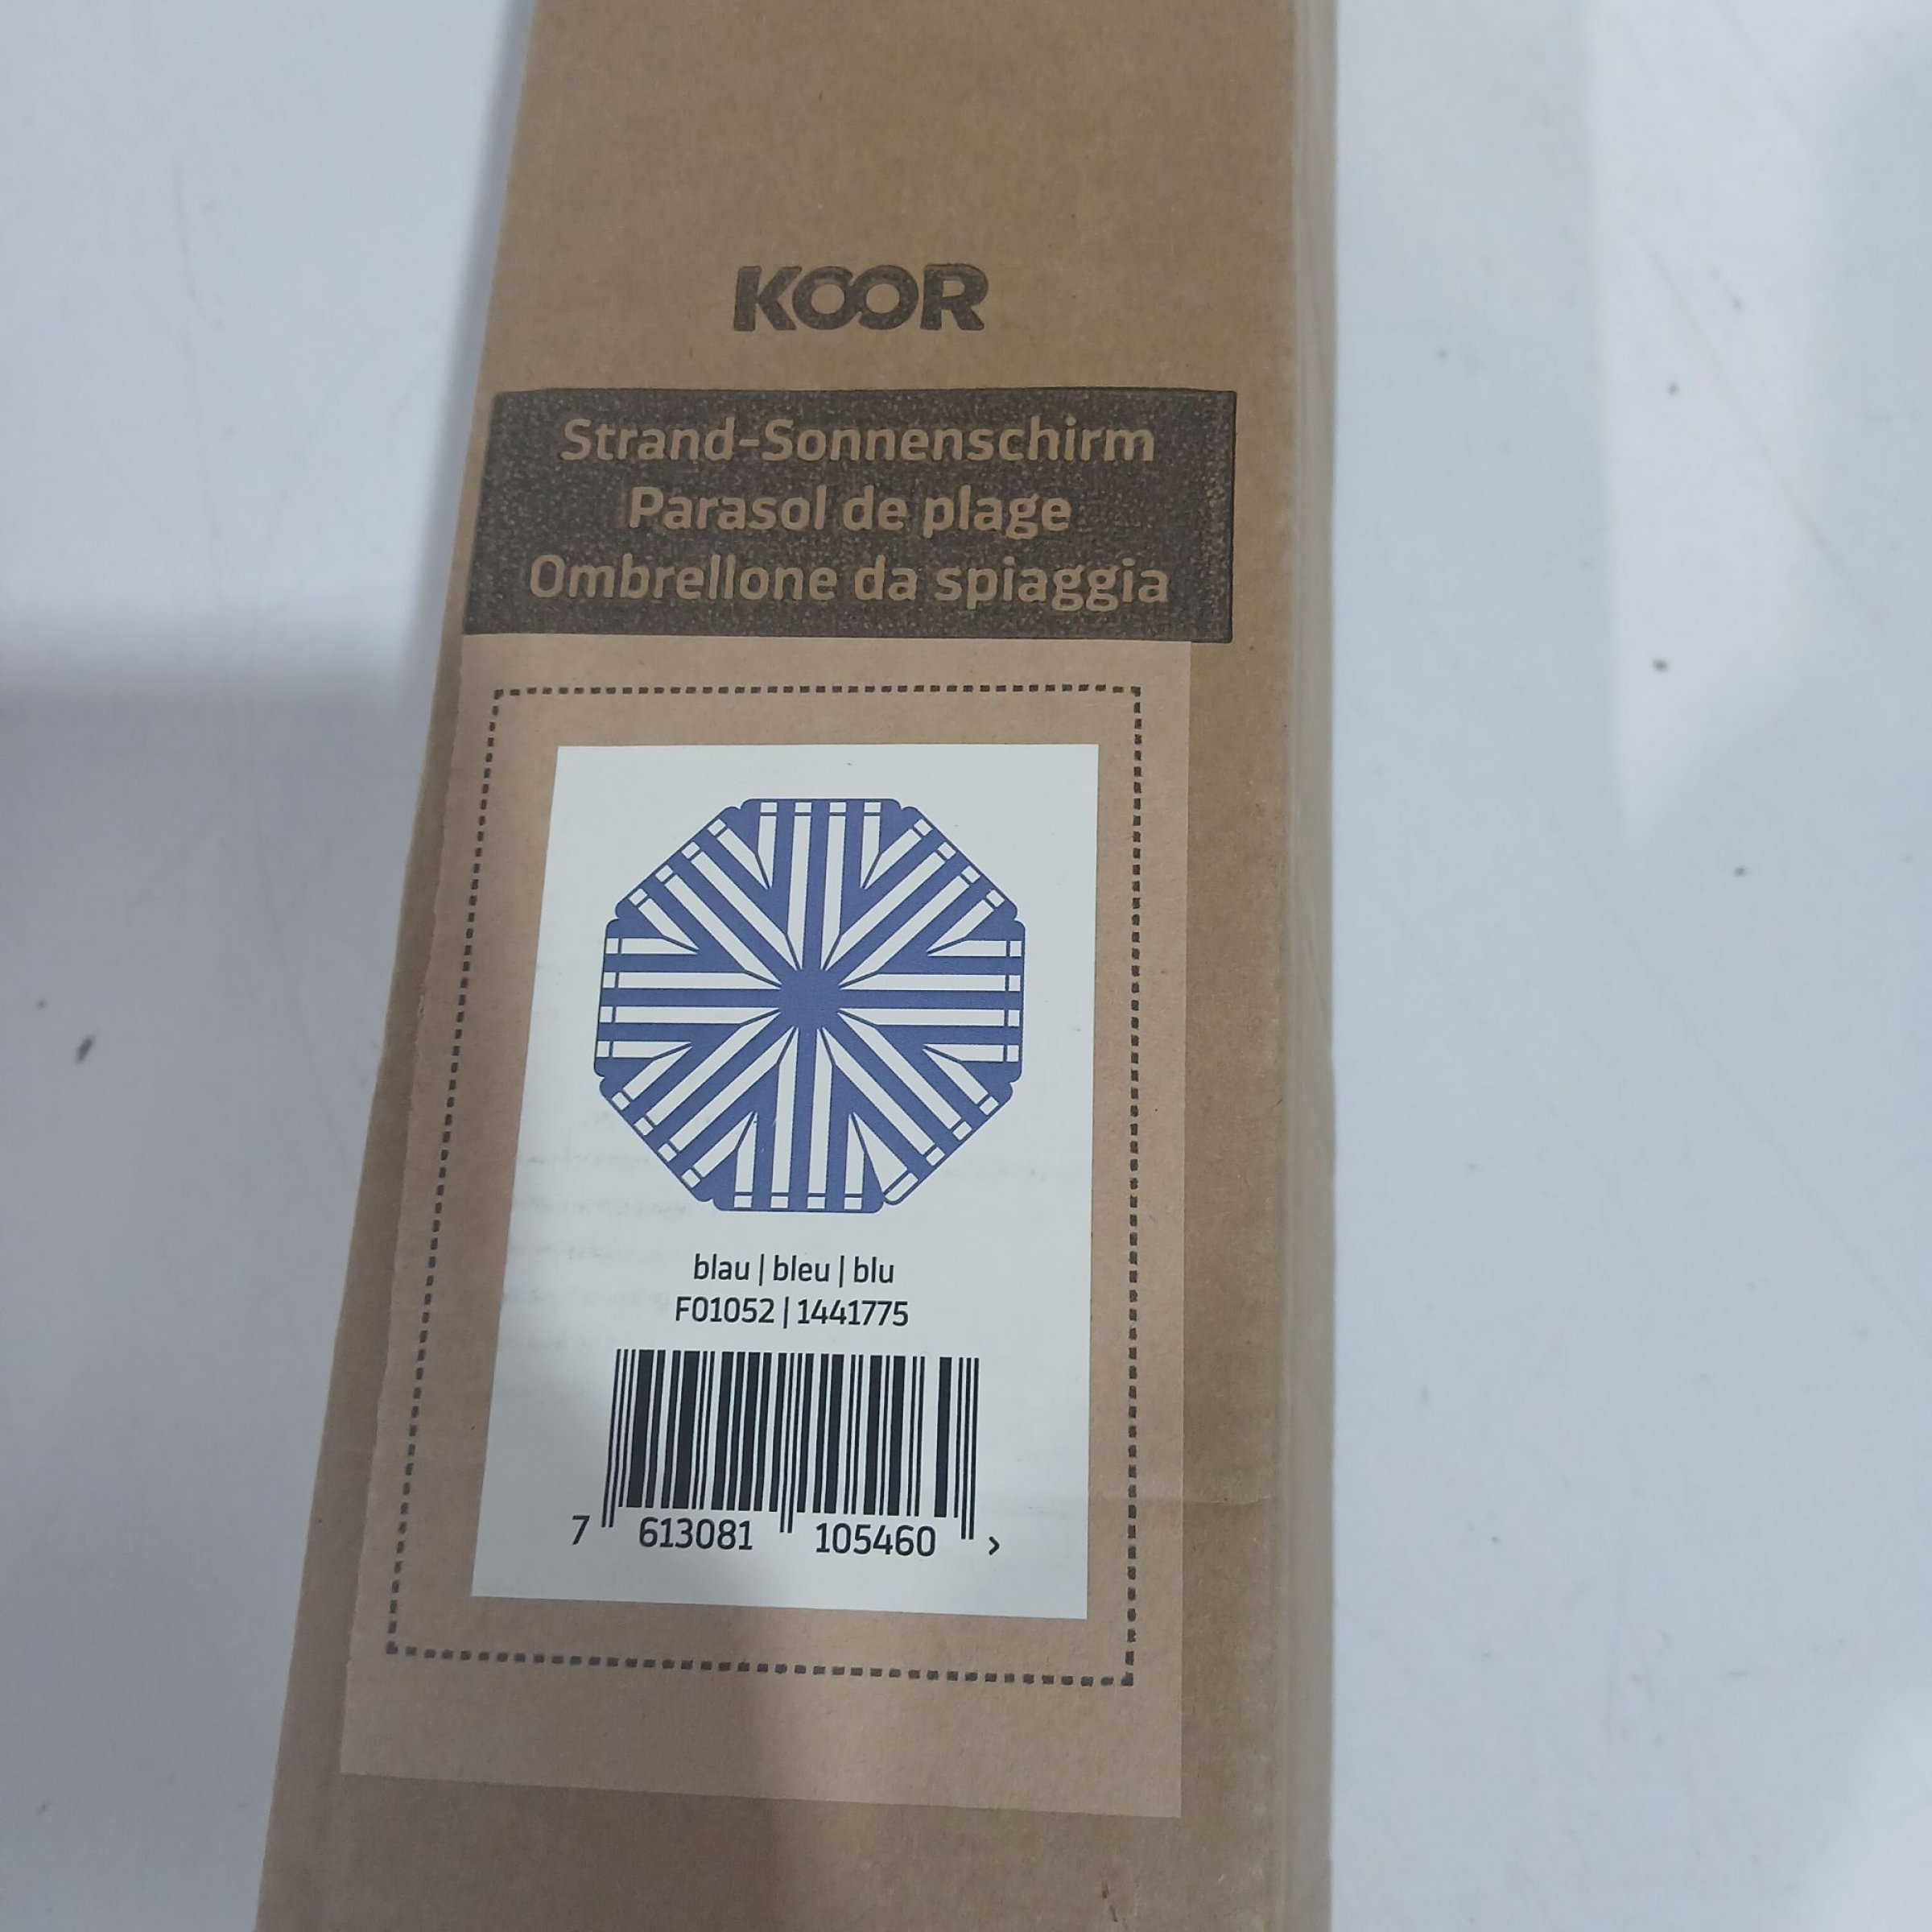 KOOR
Strand-Sonnenschirm
Parasol de plage
Ombrellone da spiaggia
blau | bleu | blu
F01052 | 1441775
7 613081 105460 >